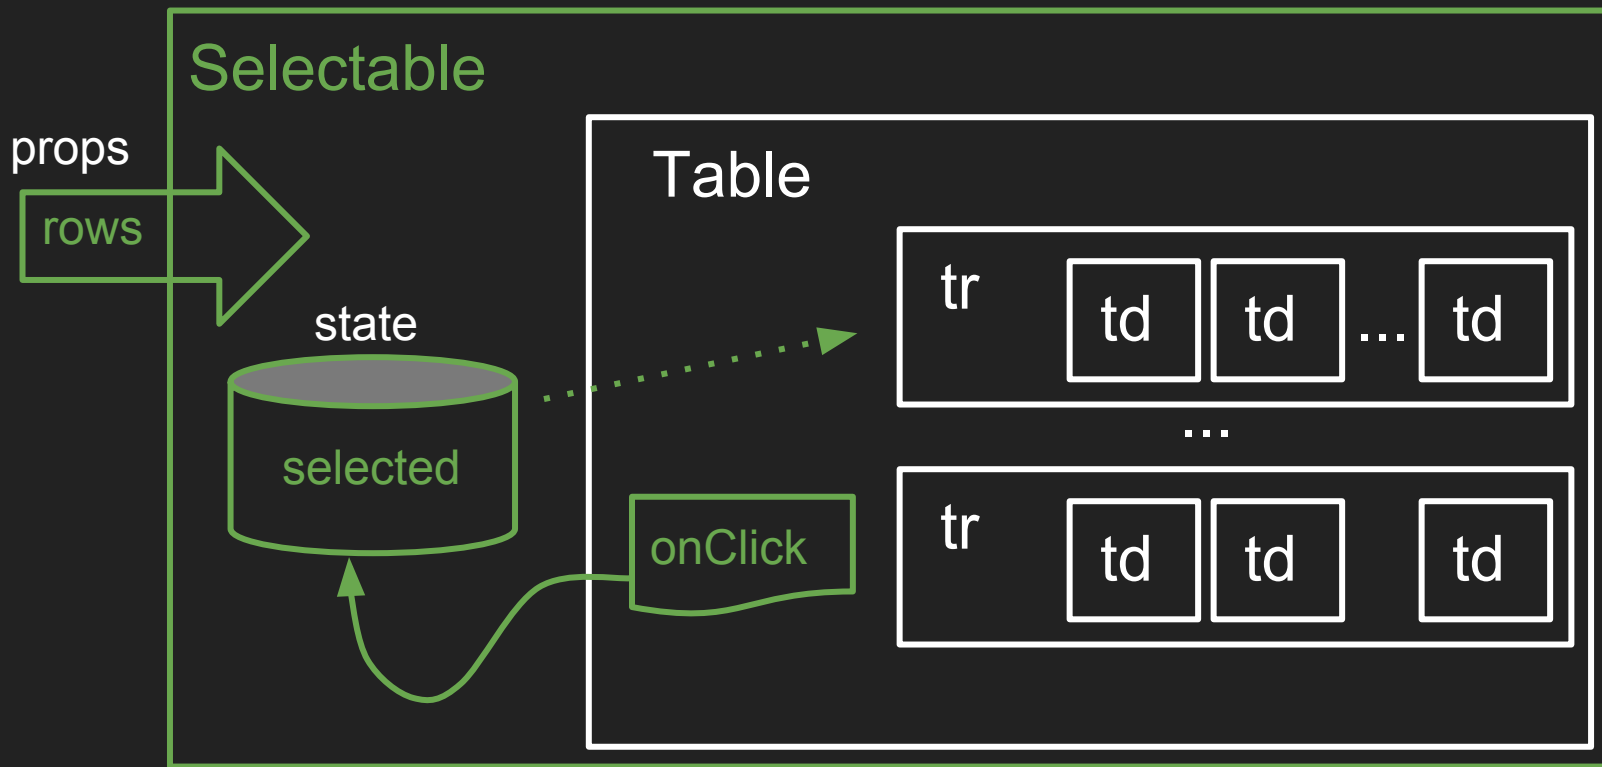 Selectable
props
rows
Table
state
selected
tr td td ... td
...
onClick
tr td td td